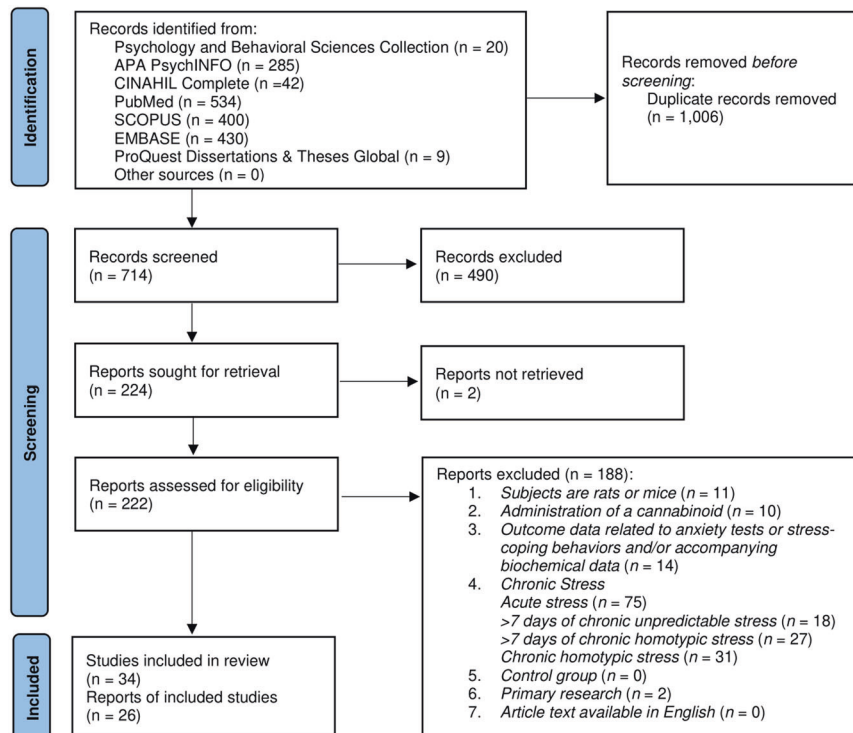 Identification
Records identified from:
Psychology and Behavioral Sciences Collection (n = 20)
APA PsychINFO (n = 285)
CINAHIL Complete (n =42)
PubMed (n = 534)
SCOPUS (n = 400)
EMBASE (n = 430)
ProQuest Dissertations & Theses Global (n = 9)
Other sources (n = 0)
Records removed before
screening:
Duplicate records removed
(n = 1,006)
Screening
Records screened
(n = 714)
Records excluded
(n = 490)
Reports sought for retrieval
(n = 224)
Reports not retrieved
(n = 2)
Reports assessed for eligibility
(n = 222)
Reports excluded (n = 188):
1. Subjects are rats or mice (n = 11)
2. Administration of a cannabinoid (n = 10)
3. Outcome data related to anxiety tests or stress-
coping behaviors and/or accompanying
biochemical data (n = 14)
4. Chronic Stress
Acute stress (n = 75)
>7 days of chronic unpredictable stress (n = 18)
>7 days of chronic homotypic stress (n = 27)
Chronic homotypic stress (n = 31)
5. Control group (n = 0)
6. Primary research (n = 2)
7. Article text available in English (n = 0)
Included
Studies included in review
(n = 34)
Reports of included studies
(n = 26)